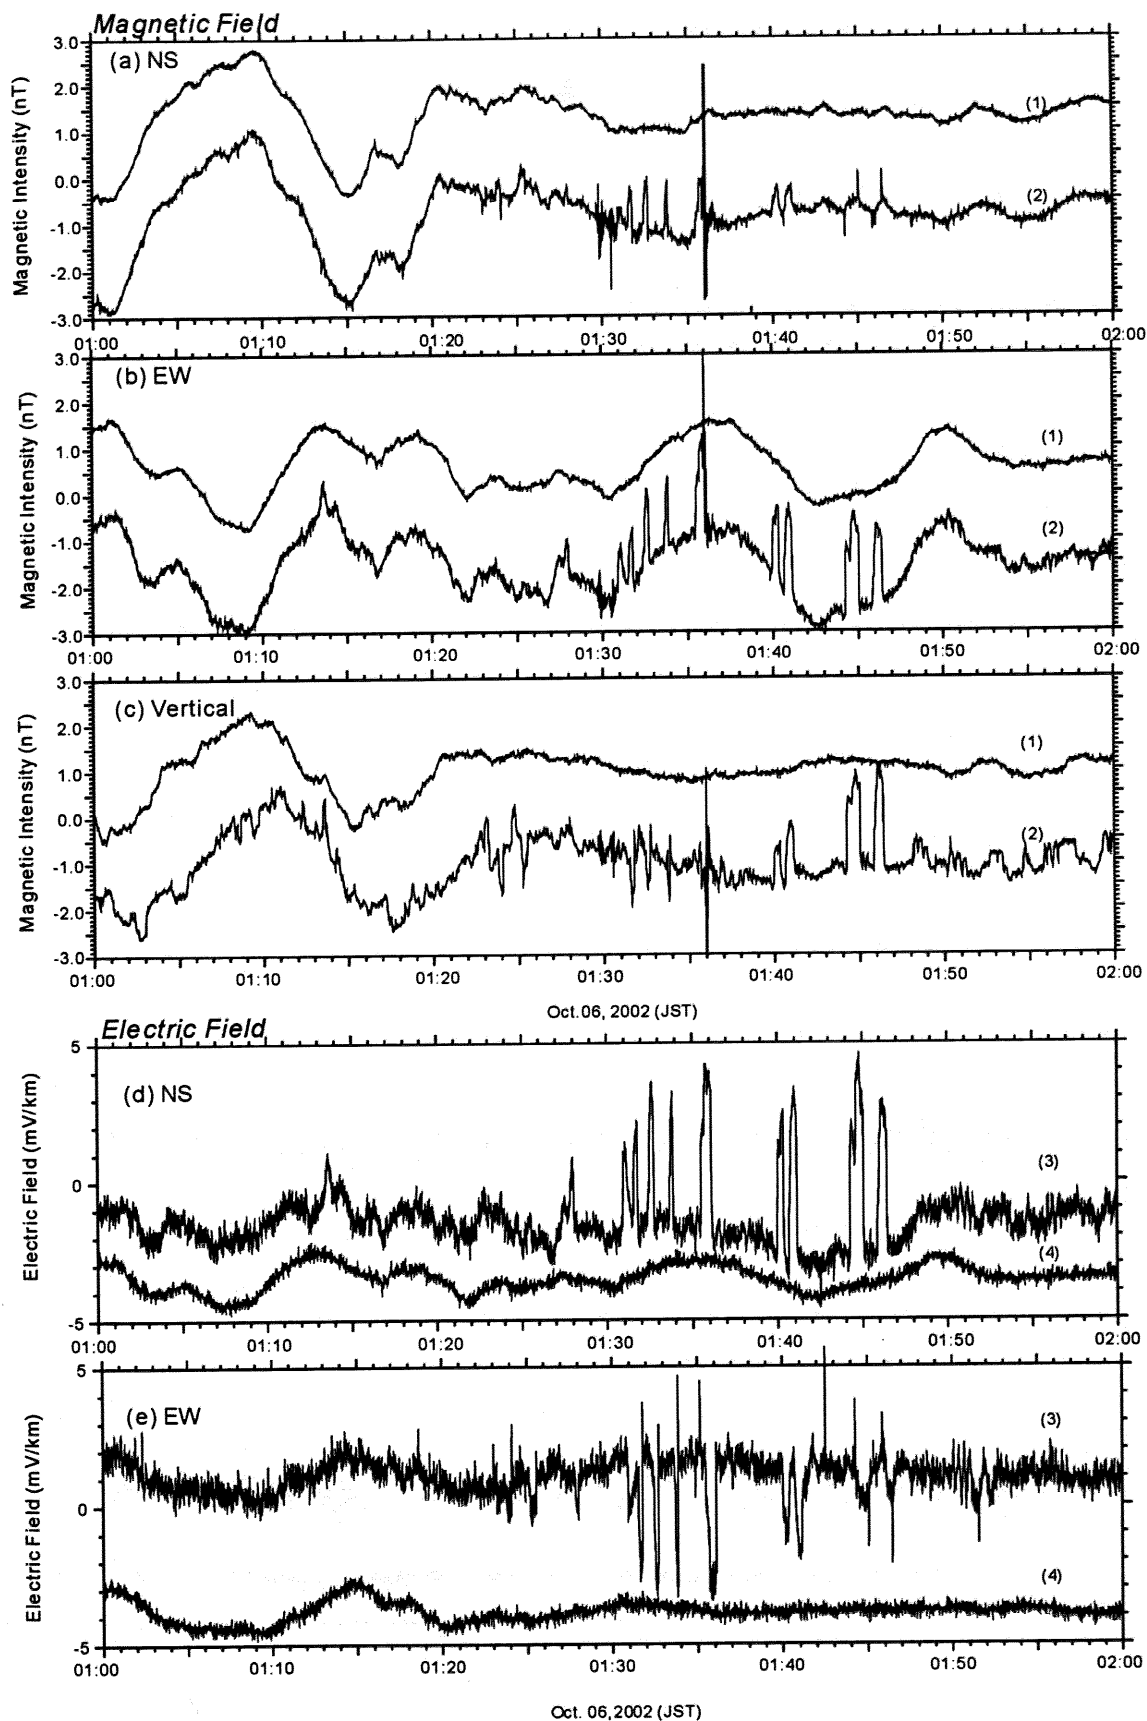 Magnetic Field
(a) NS
Magnetic Intensity (nT)
3.0
2.0
1.0
0.0
-1.0
-2.0
-3.0
(1)
(2)
01:00 01:10 01:20 01:30 01:40 01:50 02:00
(b) EW
Magnetic Intensity (nT)
3.0
2.0
1.0
0.0
-1.0
-2.0
-3.0
(1)
(2)
01:00 01:10 01:20 01:30 01:40 01:50 02:00
(c) Vertical
Magnetic Intensity (nT)
3.0
2.0
1.0
0.0
-1.0
-2.0
-3.0
(1)
(2)
01:00 01:10 01:20 01:30 01:40 01:50 02:00
Oct. 06, 2002 (JST)
Electric Field
(d) NS
Electric Field (mV/km)
5
0
-5
(3)
(4)
01:00 01:10 01:20 01:30 01:40 01:50 02:00
(e) EW
Electric Field (mV/km)
5
0
-5
(3)
(4)
01:00 01:10 01:20 01:30 01:40 01:50 02:00
Oct. 06, 2002 (JST)